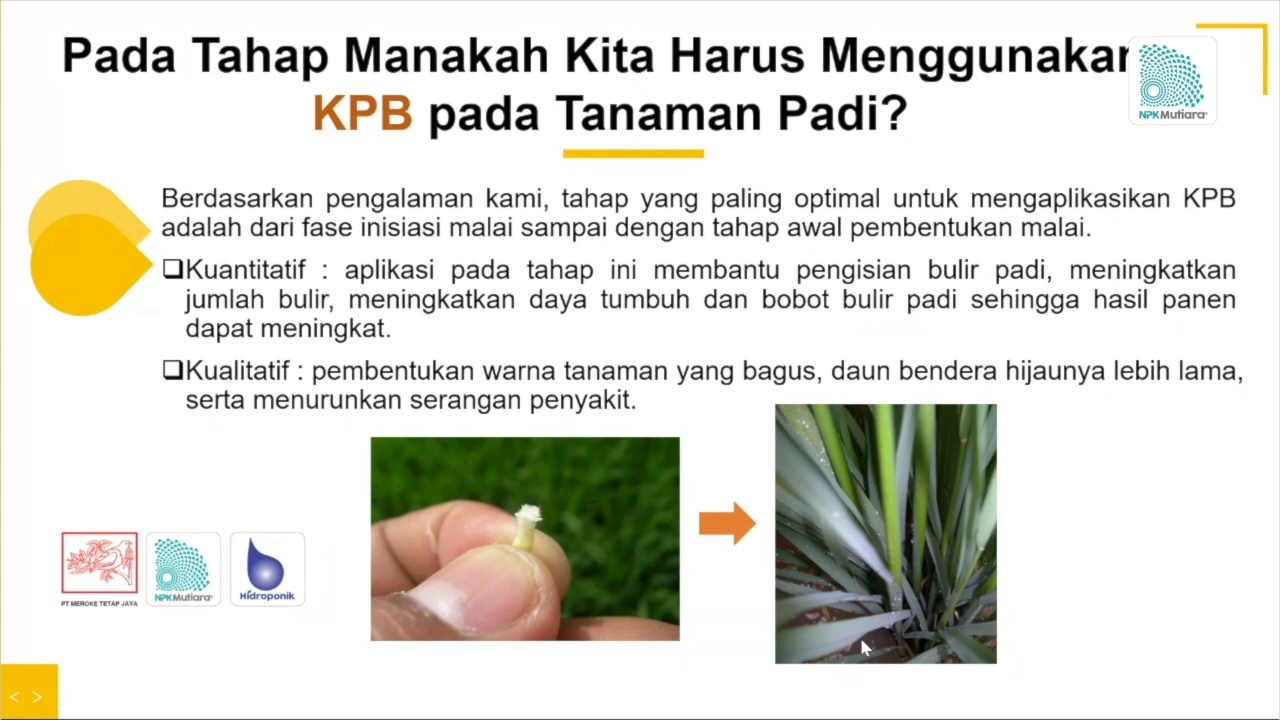 Pada Tahap Manakah Kita Harus Menggunakan
KPB pada Tanaman Padi?
NPK Mutiara®
Berdasarkan pengalaman kami, tahap yang paling optimal untuk mengaplikasikan KPB
adalah dari fase inisiasi malai sampai dengan tahap awal pembentukan malai.
❑Kuantitatif : aplikasi pada tahap ini membantu pengisian bulir padi, meningkatkan
jumlah bulir, meningkatkan daya tumbuh dan bobot bulir padi sehingga hasil panen
dapat meningkat.
❑Kualitatif : pembentukan warna tanaman yang bagus, daun bendera hijaunya lebih lama,
serta menurunkan serangan penyakit.
PT MEROKE TETAP JAYA
NPK Mutiara®
Hidroponik
< >